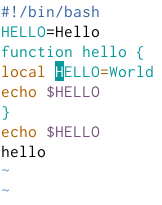 #!/bin/bash
HELLO=Hello
function hello {
local HELLO=World
echo $HELLO
}
echo $HELLO
hello
~
~